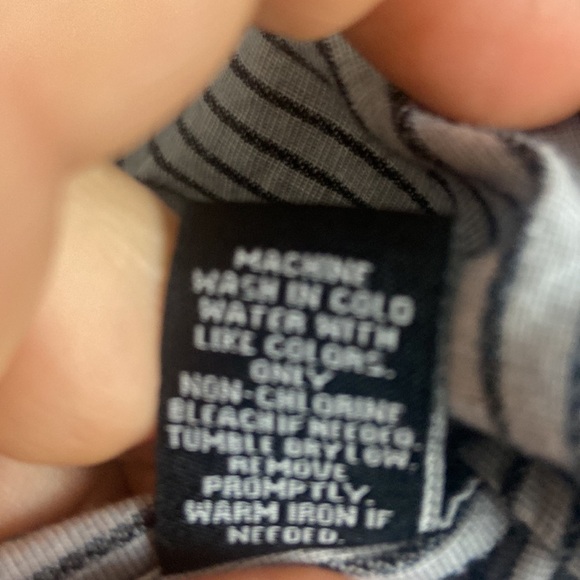 MACHINE
WASH IN COLD
WATER WITH
LIKE COLORS.
ONLY
NON-CHLORINE
BLEACH IF NEEDED.
TUMBLE DRY LOW.
REMOVE
PROMPTLY.
WARM IRON IF
NEEDED.